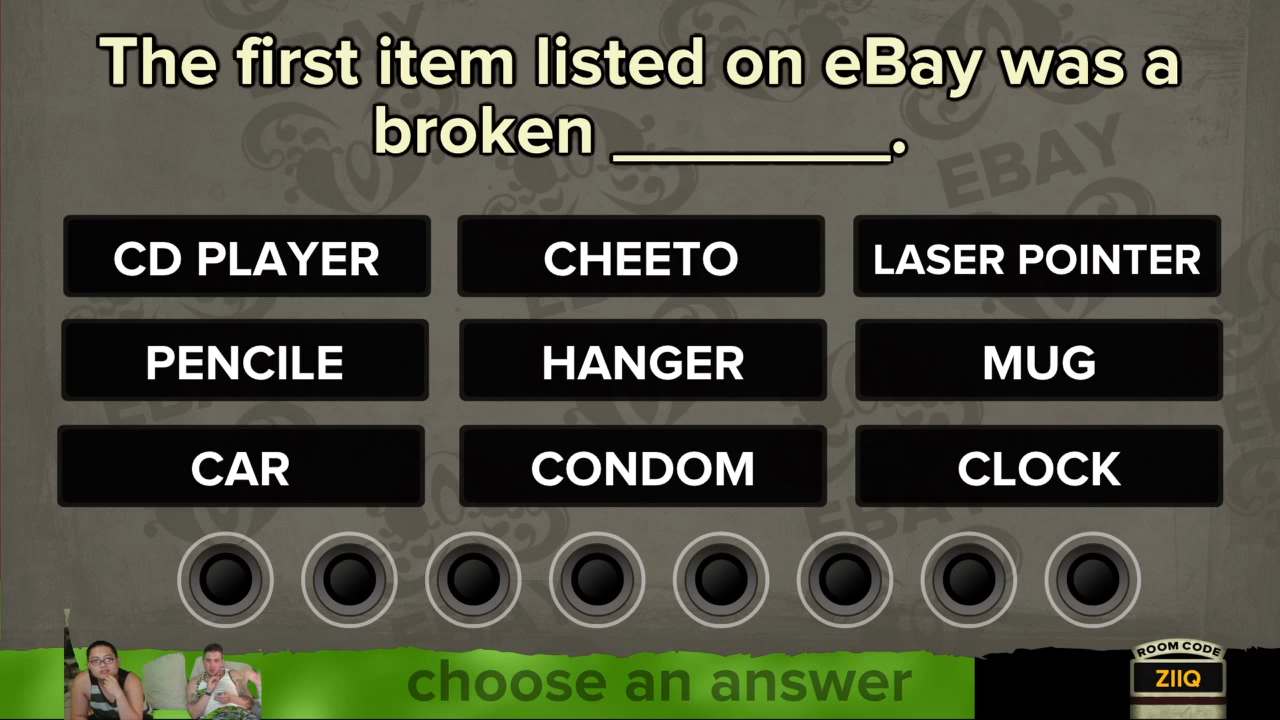 The first item listed on eBay was a
broken ________.
CD PLAYER
CHEETO
LASER POINTER
PENCILE
HANGER
MUG
CAR
CONDOM
CLOCK
EBAY
choose an answer
ROOM CODE
ZIIQ